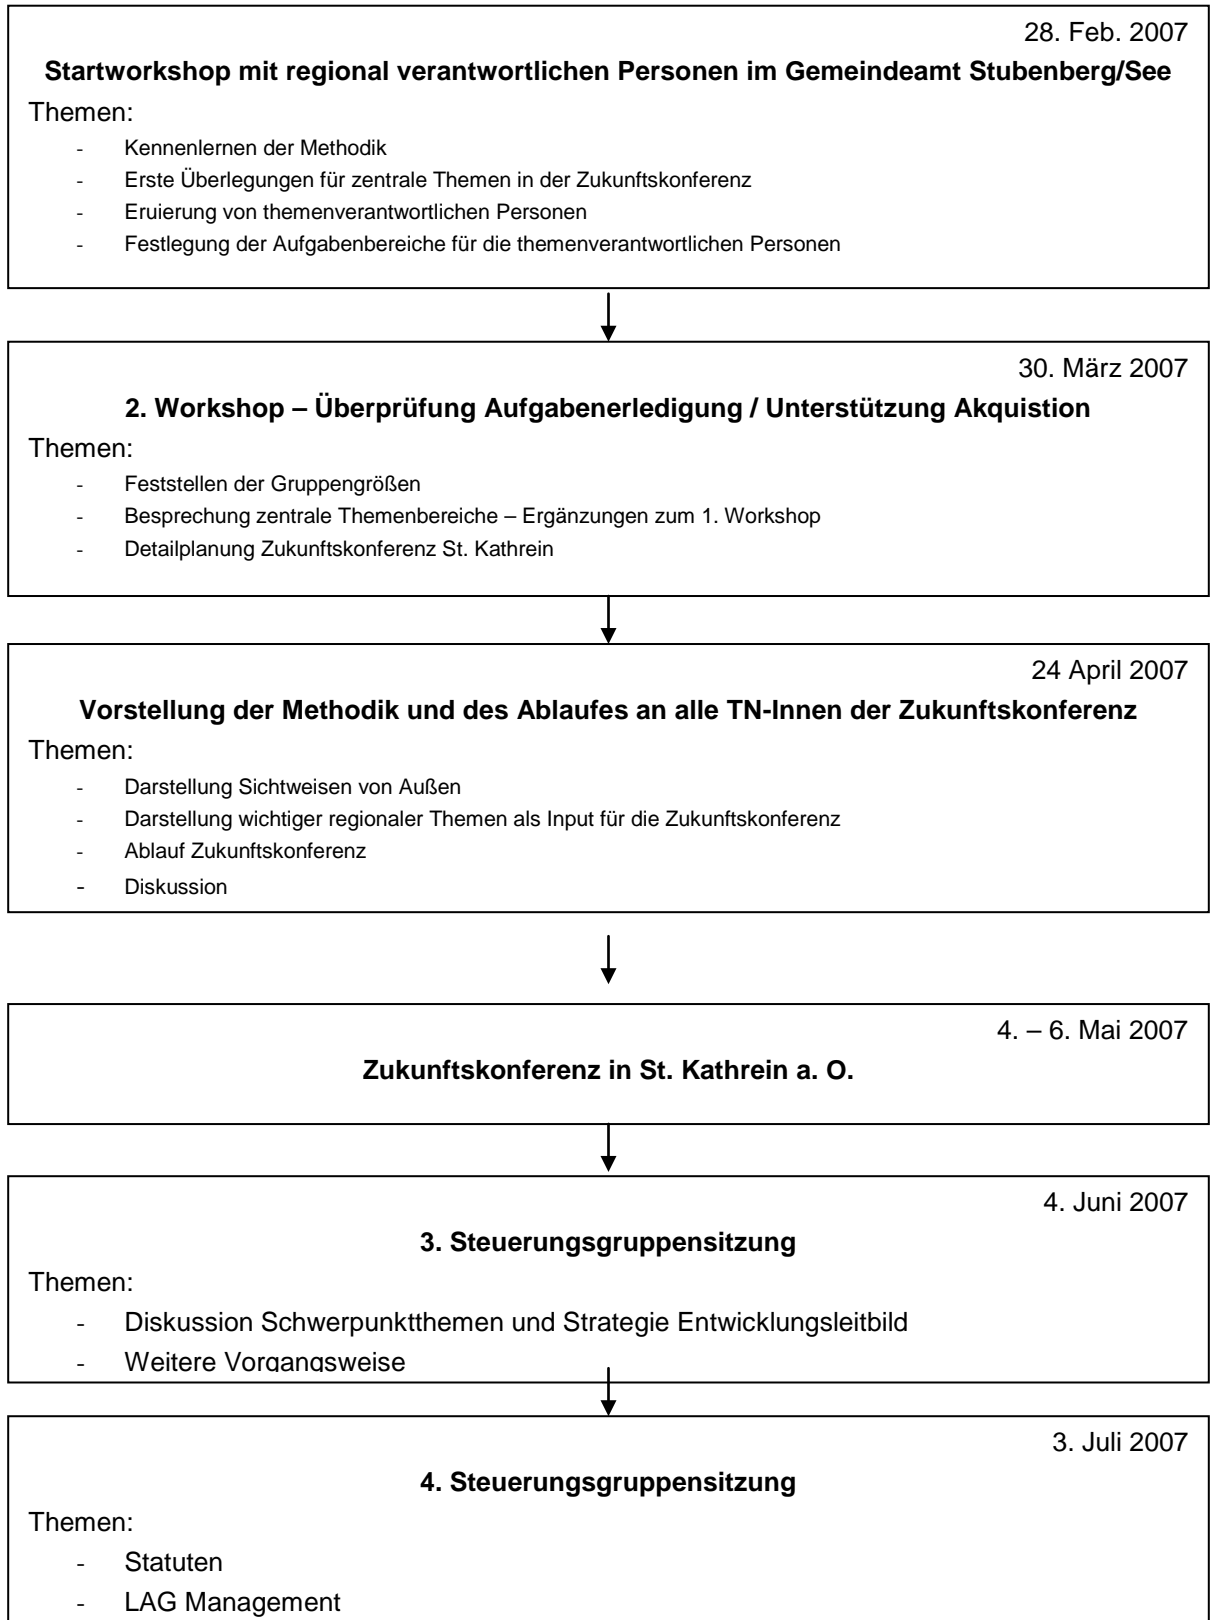 28. Feb. 2007
Startworkshop mit regional verantwortlichen Personen im Gemeindeamt Stubenberg/See
Themen:
- Kennenlernen der Methodik
- Erste Überlegungen für zentrale Themen in der Zukunftskonferenz
- Eruierung von themenverantwortlichen Personen
- Festlegung der Aufgabenbereiche für die themenverantwortlichen Personen
30. März 2007
2. Workshop – Überprüfung Aufgabenerledigung / Unterstützung Akquistion
Themen:
- Feststellen der Gruppengrößen
- Besprechung zentrale Themenbereiche – Ergänzungen zum 1. Workshop
- Detailplanung Zukunftskonferenz St. Kathrein
24 April 2007
Vorstellung der Methodik und des Ablaufes an alle TN-Innen der Zukunftskonferenz
Themen:
- Darstellung Sichtweisen von Außen
- Darstellung wichtiger regionaler Themen als Input für die Zukunftskonferenz
- Ablauf Zukunftskonferenz
- Diskussion
4. – 6. Mai 2007
Zukunftskonferenz in St. Kathrein a. O.
4. Juni 2007
3. Steuerungsgruppensitzung
Themen:
- Diskussion Schwerpunktthemen und Strategie Entwicklungsleitbild
- Weitere Vorgangsweise
3. Juli 2007
4. Steuerungsgruppensitzung
Themen:
- Statuten
- LAG Management